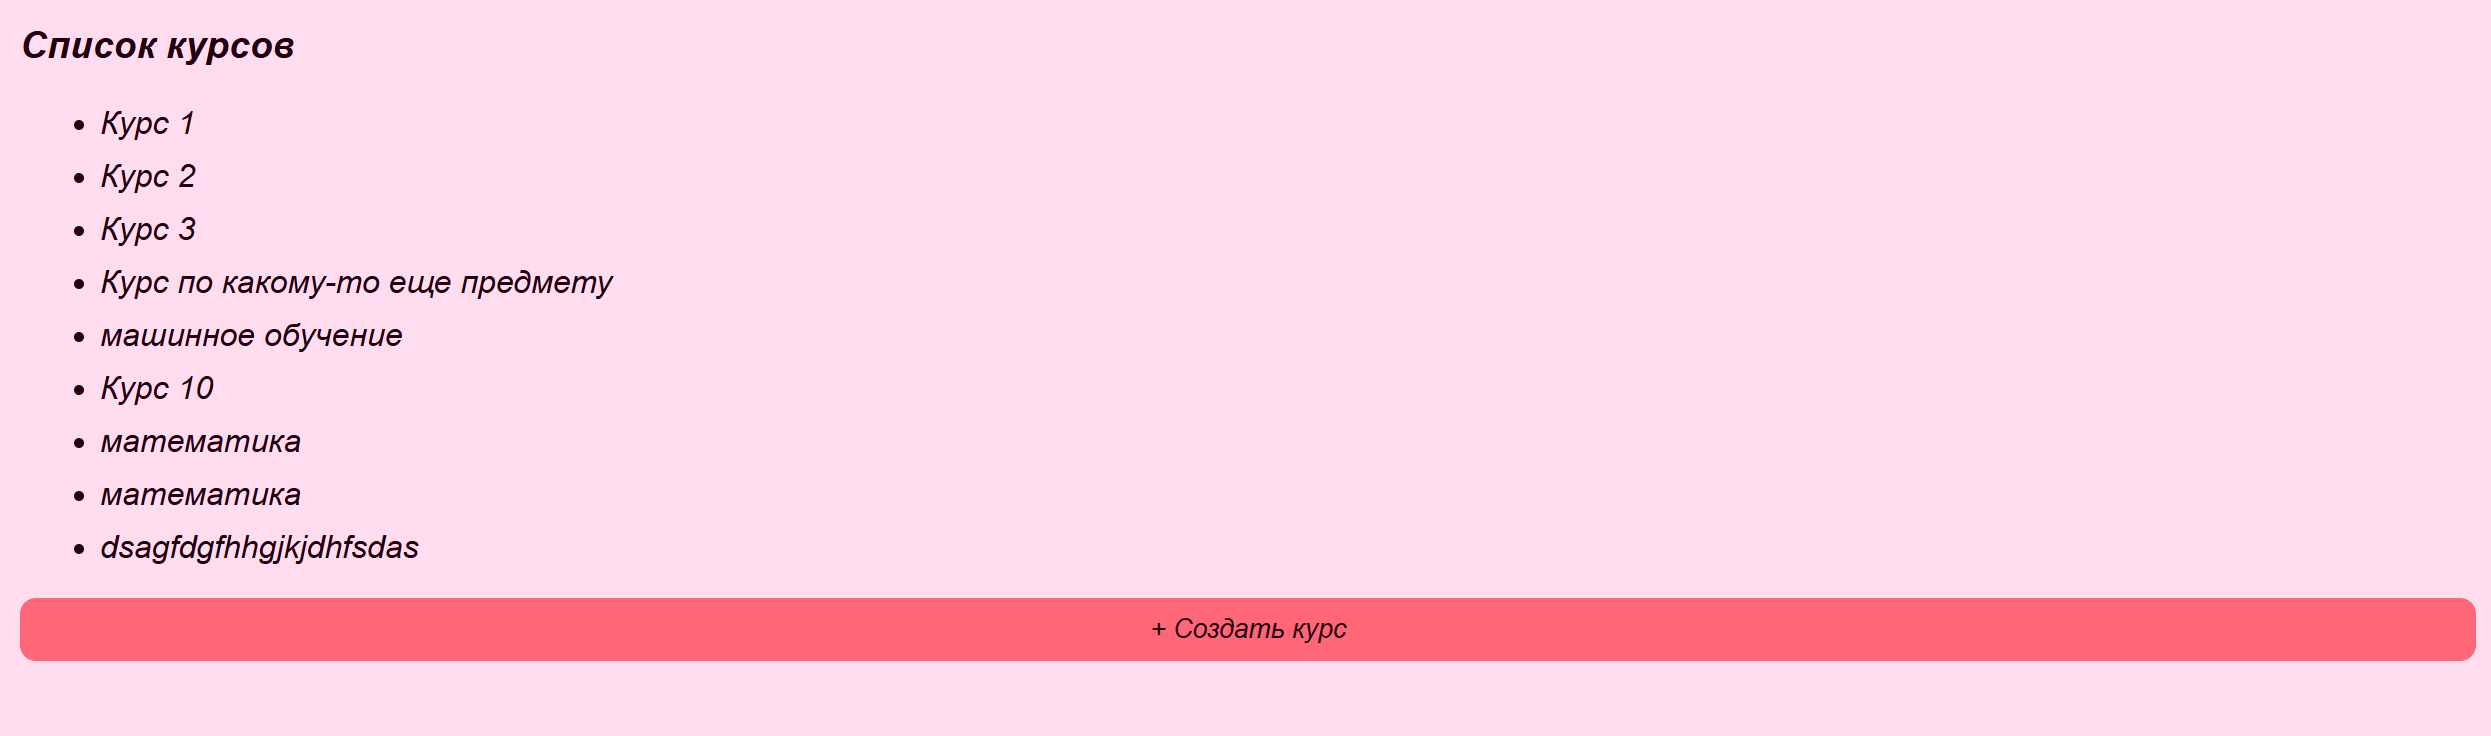 Список курсов
Курс 1
Курс 2
Курс 3
Курс по какому-то еще предмету
машинное обучение
Курс 10
математика
математика
dsagfdgfhhgjkjdhfsdas
+ Создать курс